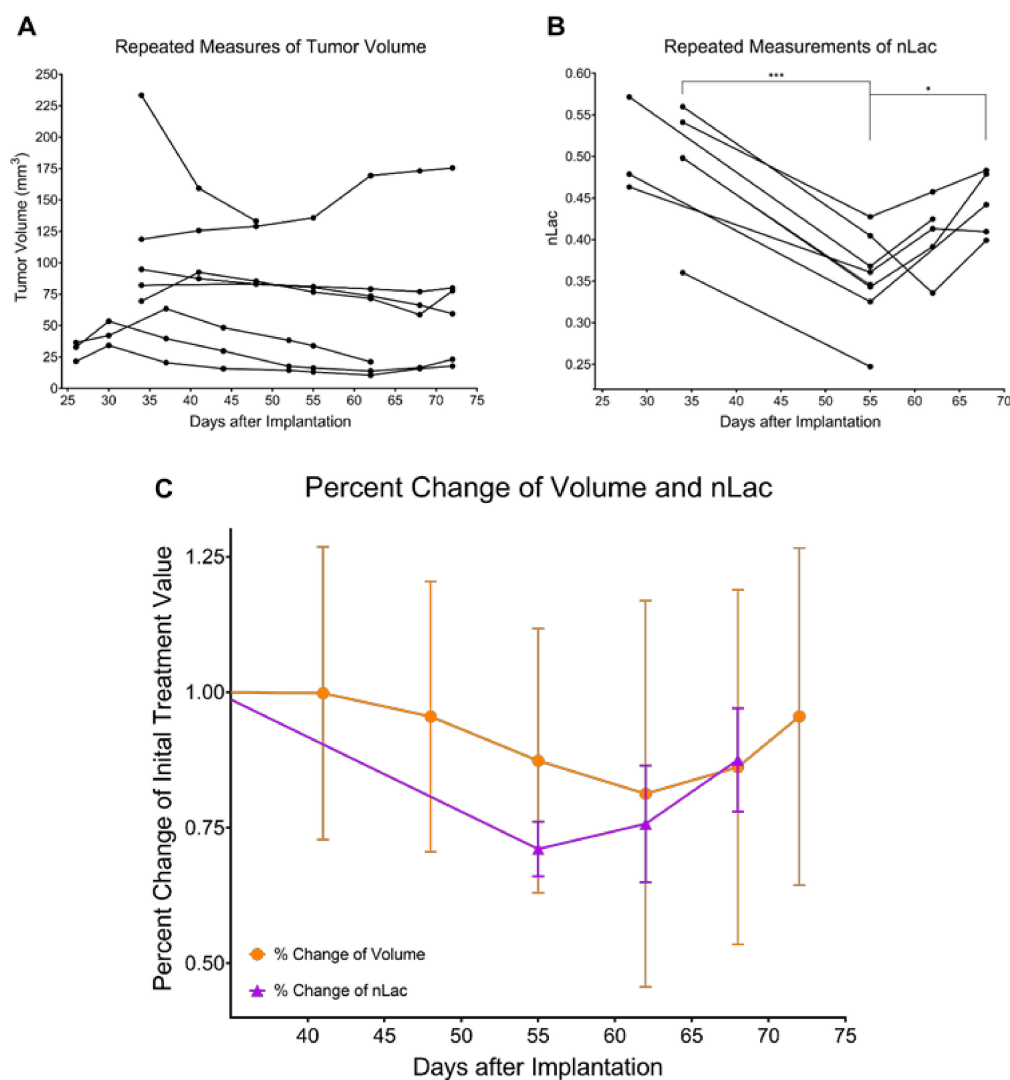 A
Repeated Measures of Tumor Volume
Tumor Volume (mm³)
250
225
200
175
150
125
100
75
50
25
0
25 30 35 40 45 50 55 60 65 70 75
Days after Implantation
B
Repeated Measurements of nLac
nLac
0.60
0.55
0.50
0.45
0.40
0.35
0.30
0.25
***
*
25 30 35 40 45 50 55 60 65 70
Days after Implantation
C
Percent Change of Volume and nLac
Percent Change of Inital Treatment Value
1.25
1.00
0.75
0.50
% Change of Volume
% Change of nLac
40 45 50 55 60 65 70 75
Days after Implantation